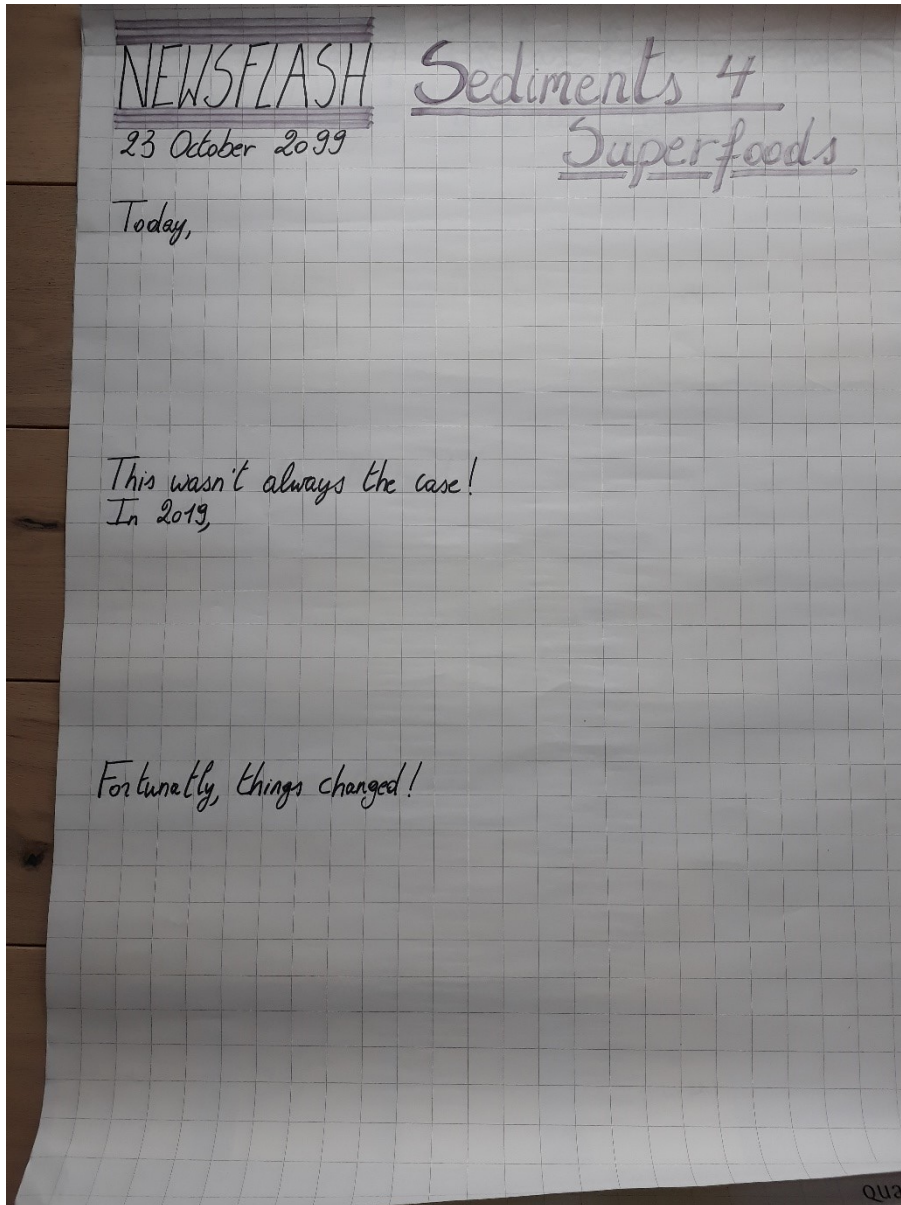 NEWSFLASH
Sediments 4
Superfoods
23 October 2099
Today,
This wasn't always the case!
In 2019,
Fortunatly, things changed!